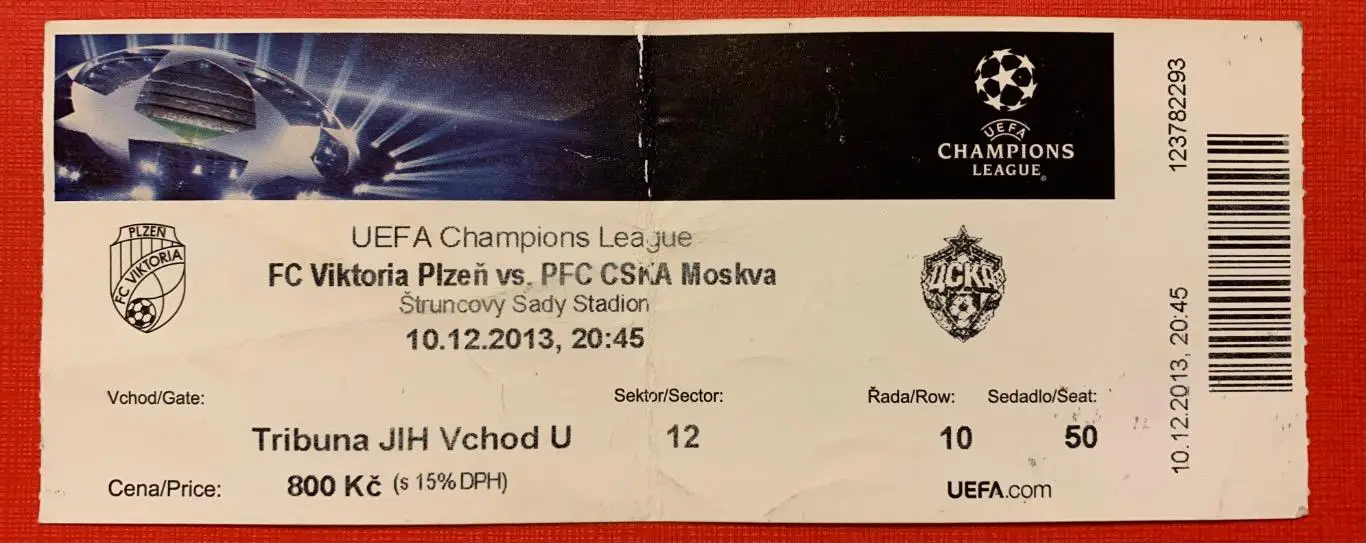 UEFA
CHAMPIONS
LEAGUE
PLZEŇ
FC VIKTORIA
UEFA Champions League
FC Viktoria Plzeň vs. PFC CSKA Moskva
Štruncovy Sady Stadion
10.12.2013, 20:45
ЦСКА
Vchod/Gate:
Sektor/Sector:
Řada/Row:
Sedadlo/Seat:
Tribuna JIH Vchod U
12
10
50
Cena/Price:
800 Kč (s 15% DPH)
UEFA.com
123782293
10.12.2013, 20:45